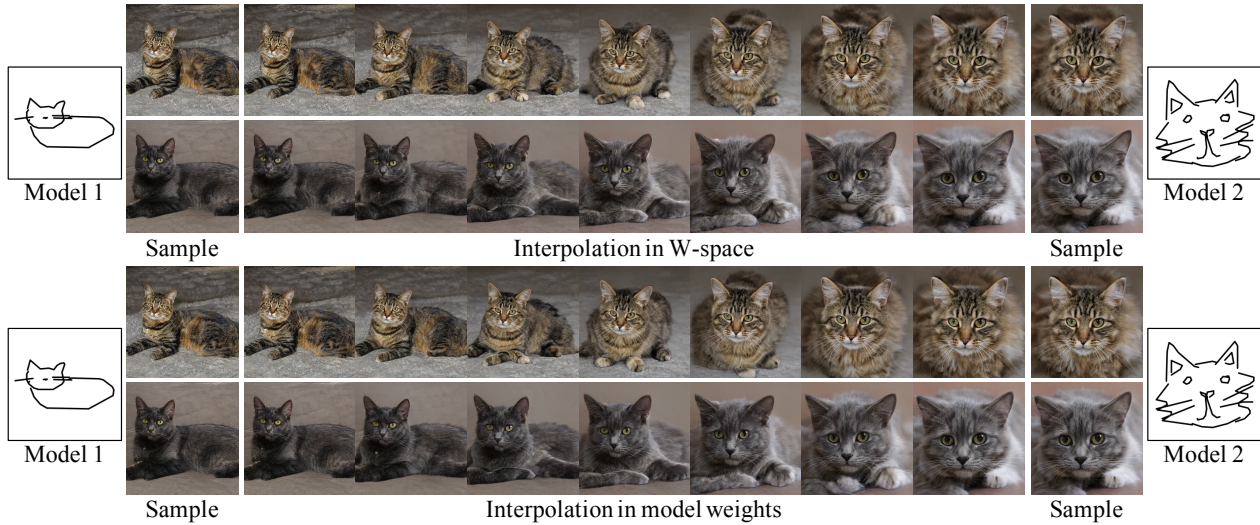 Model 1
Model 2
Sample
Interpolation in W-space
Sample
Model 1
Model 2
Sample
Interpolation in model weights
Sample